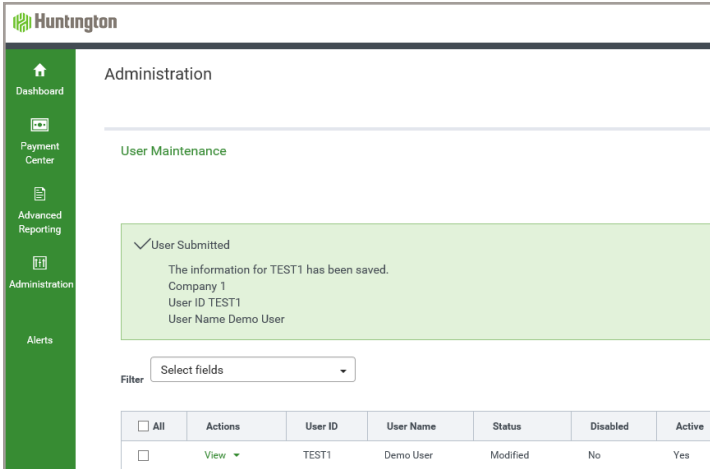 Huntington
Administration
Dashboard
Payment
Center
Advanced
Reporting
Administration
Alerts
User Maintenance
User Submitted
The information for TEST1 has been saved.
Company 1
User ID TEST1
User Name Demo User
Filter Select fields
All Actions User ID User Name Status Disabled Active
View TEST1 Demo User Modified No Yes